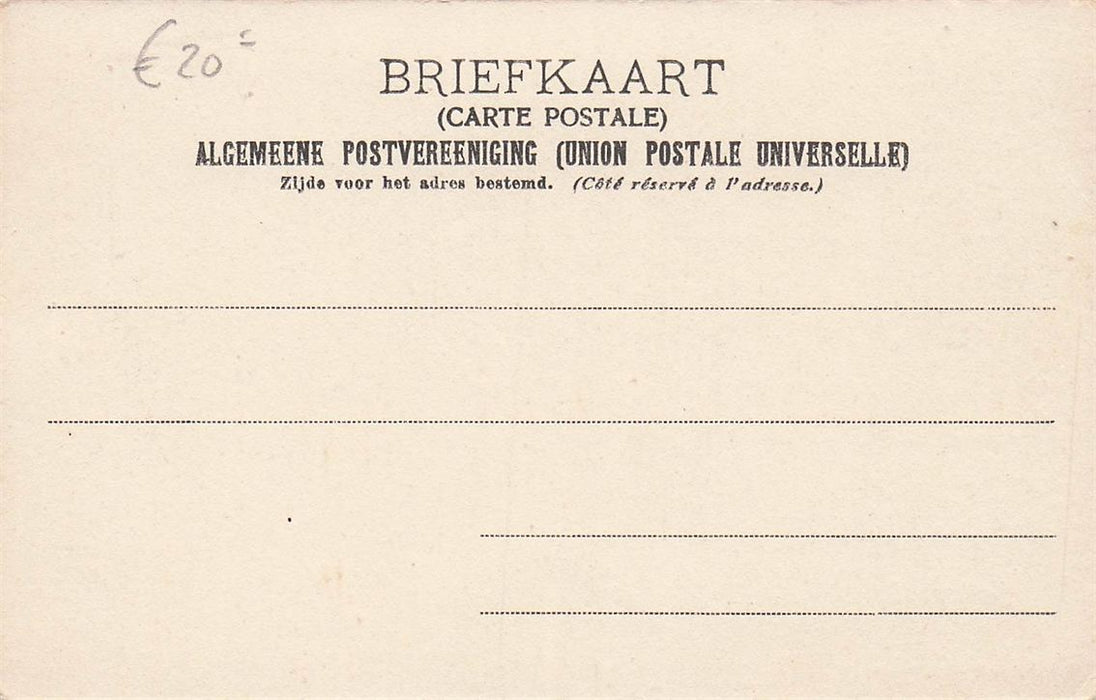 € 20=
BRIEFKAART
(CARTE POSTALE)
ALGEMEENE POSTVEREENIGING (UNION POSTALE UNIVERSELLE)
Zijde voor het adres bestemd. (Côté réservé à l'adresse.)